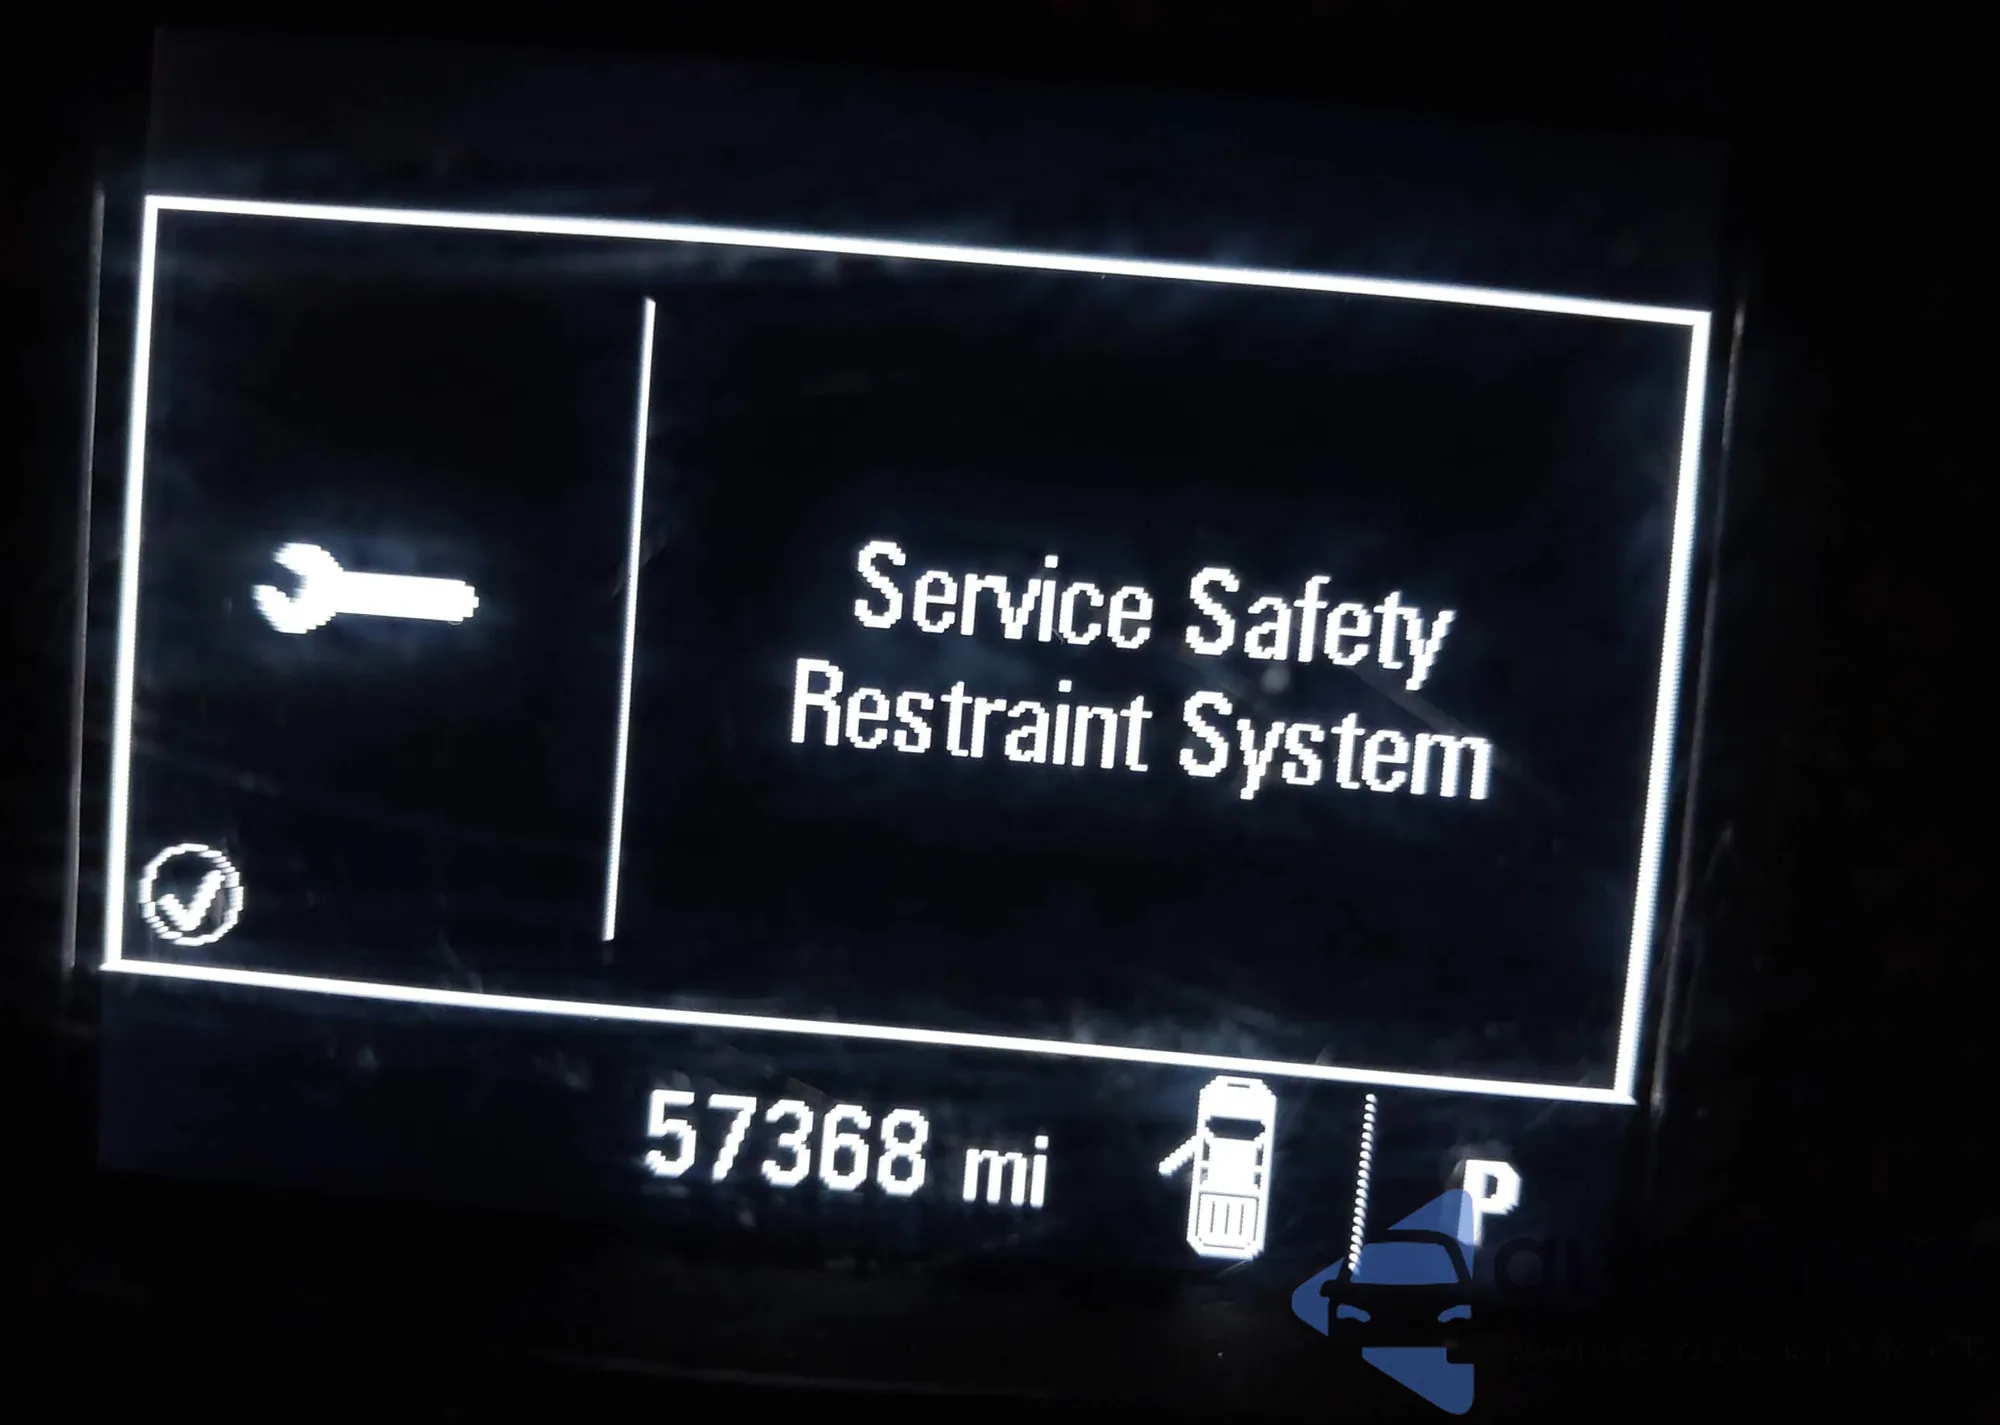 Service Safety
Restraint System
57368 mi
P